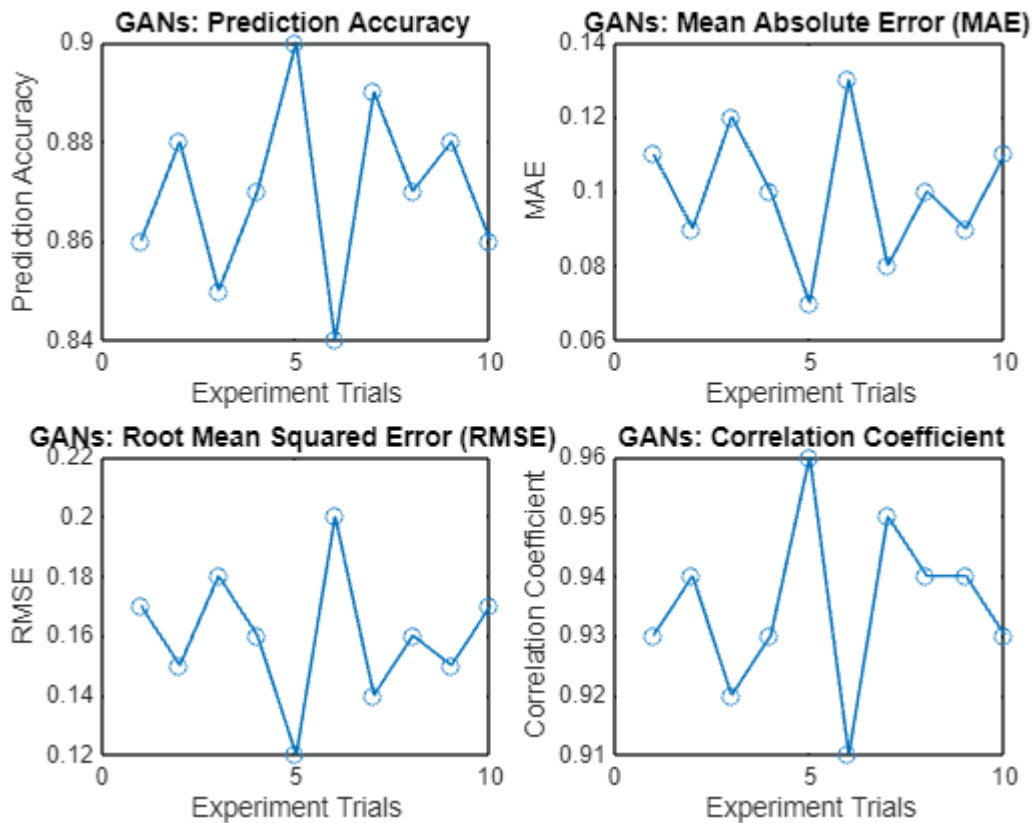 GANs: Prediction Accuracy
0.9
0.88
0.86
0.84
Prediction Accuracy
0
5
10
Experiment Trials
GANs: Mean Absolute Error (MAE)
0.14
0.12
0.1
0.08
0.06
MAE
0
5
10
Experiment Trials
GANs: Root Mean Squared Error (RMSE)
0.22
0.2
0.18
0.16
0.14
0.12
RMSE
0
5
10
Experiment Trials
GANs: Correlation Coefficient
0.96
0.95
0.94
0.93
0.92
0.91
Correlation Coefficient
0
5
10
Experiment Trials